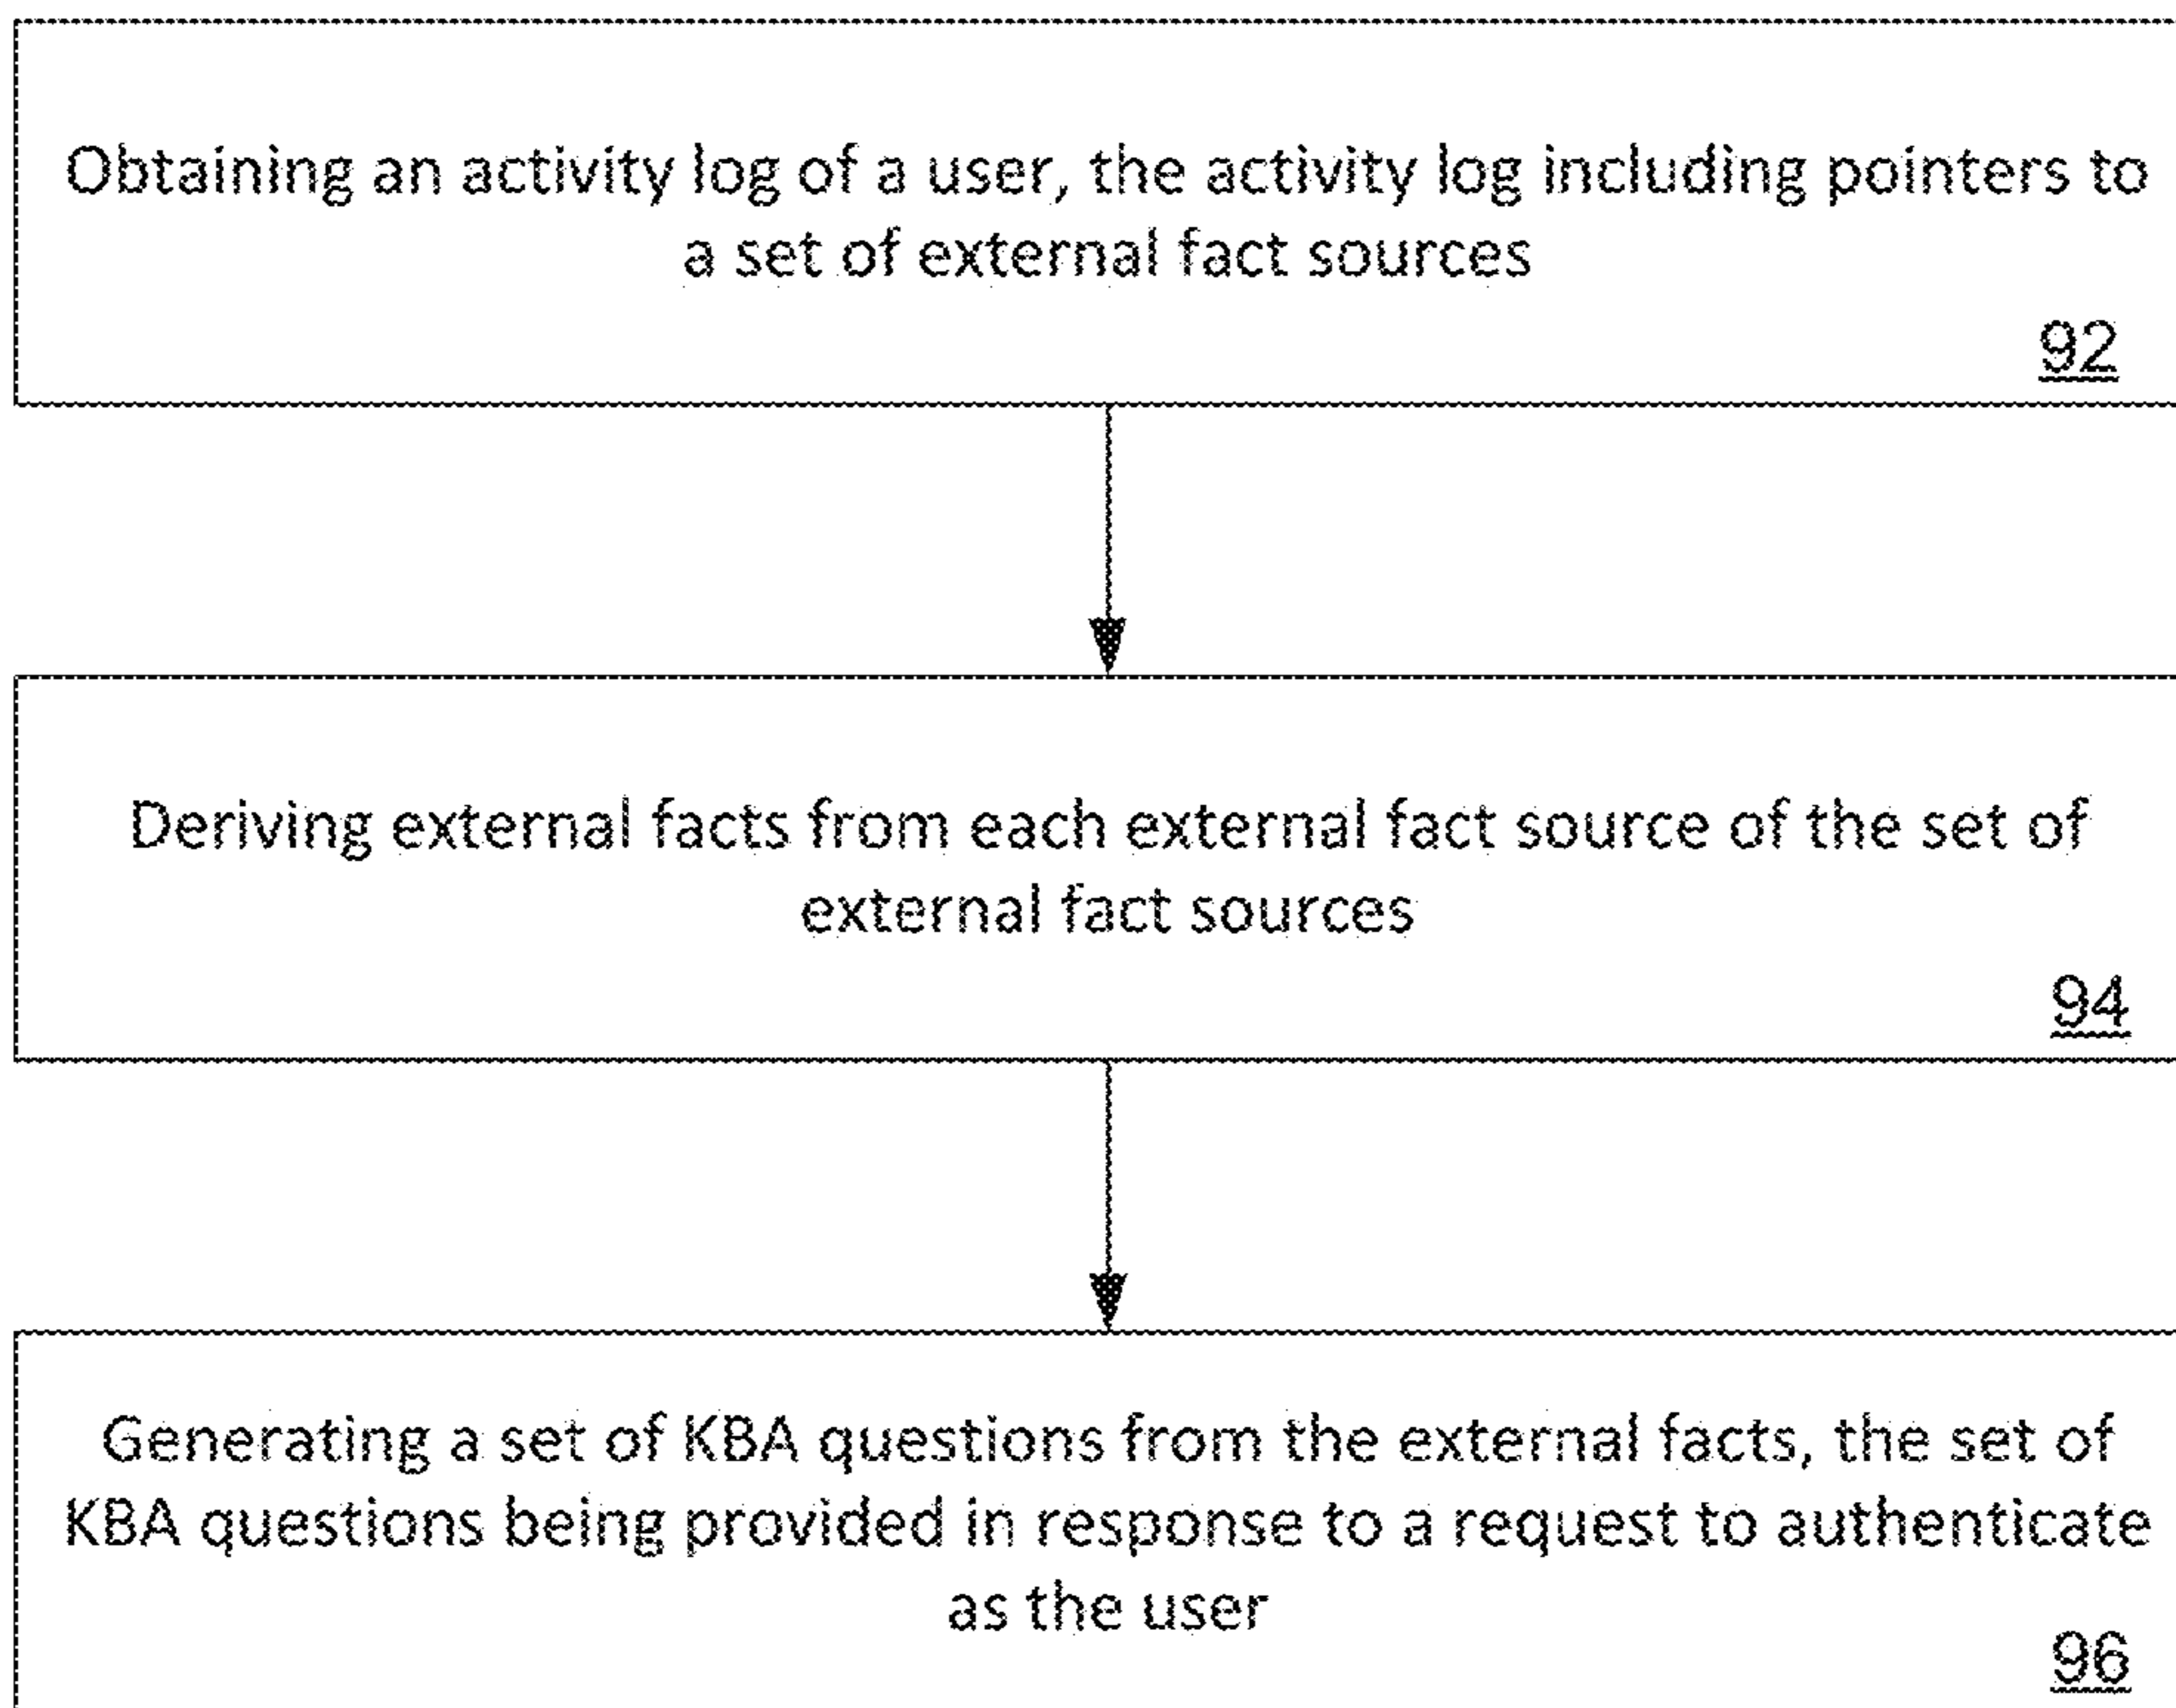 Obtaining an activity log of a user, the activity log including pointers to
a set of external fact sources
92
Deriving external facts from each external fact source of the set of
external fact sources
94
Generating a set of KBA questions from the external facts, the set of
KBA questions being provided in response to a request to authenticate
as the user
96